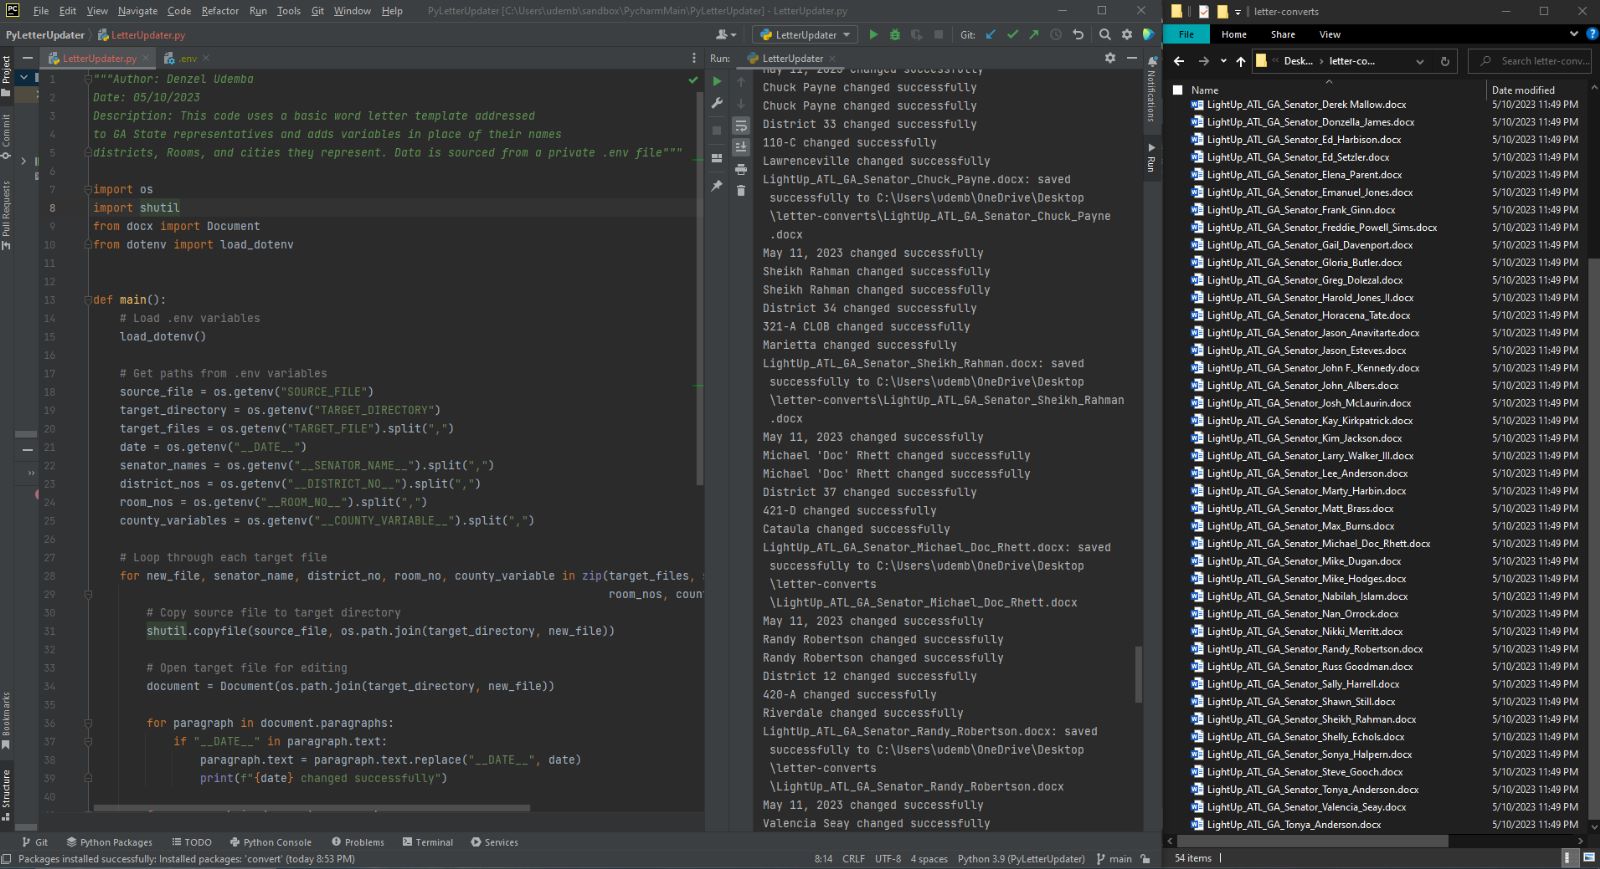 File Edit View Navigate Code Refactor Run Tools Git Window Help PyLetterUpdater [C:\Users\udemb\sandbox\PycharmMain\PyLetterUpdater] - LetterUpdater.py
PyLetterUpdater LetterUpdater.py LetterUpdater Git:
LetterUpdater.py .env
Project
Commit
Pull Requests
Bookmarks
Structure
1 """Author: Denzel Udemba
2 Date: 05/10/2023
3 Description: This code uses a basic word letter template addressed
4 to GA State representatives and adds variables in place of their names
5 districts, Rooms, and cities they represent. Data is sourced from a private .env file"""
6
7 import os
8 import shutil
9 from docx import Document
10 from dotenv import load_dotenv
11
12
13 def main():
14 # Load .env variables
15 load_dotenv()
16
17 # Get paths from .env variables
18 source_file = os.getenv("SOURCE_FILE")
19 target_directory = os.getenv("TARGET_DIRECTORY")
20 target_files = os.getenv("TARGET_FILE").split(",")
21 date = os.getenv("__DATE__")
22 senator_names = os.getenv("__SENATOR_NAME__").split(",")
23 district_nos = os.getenv("__DISTRICT_NO__").split(",")
24 room_nos = os.getenv("__ROOM_NO__").split(",")
25 county_variables = os.getenv("__COUNTY_VARIABLE__").split(",")
26
27 # Loop through each target file
28 for new_file, senator_name, district_no, room_no, county_variable in zip(target_files,
29 room_nos,
30 # Copy source file to target directory
31 shutil.copyfile(source_file, os.path.join(target_directory, new_file))
32
33 # Open target file for editing
34 document = Document(os.path.join(target_directory, new_file))
35
36 for paragraph in document.paragraphs:
37 if "__DATE__" in paragraph.text:
38 paragraph.text = paragraph.text.replace("__DATE__", date)
39 print(f"{date} changed successfully")
40
Run: LetterUpdater
May 11, 2023 changed successfully
Chuck Payne changed successfully
Chuck Payne changed successfully
District 33 changed successfully
110-C changed successfully
Lawrenceville changed successfully
LightUp_ATL_GA_Senator_Chuck_Payne.docx: saved
successfully to C:\Users\udemb\OneDrive\Desktop
\letter-converts\LightUp_ATL_GA_Senator_Chuck_Payne
.docx
May 11, 2023 changed successfully
Sheikh Rahman changed successfully
Sheikh Rahman changed successfully
District 34 changed successfully
321-A CLOB changed successfully
Marietta changed successfully
LightUp_ATL_GA_Senator_Sheikh_Rahman.docx: saved
successfully to C:\Users\udemb\OneDrive\Desktop
\letter-converts\LightUp_ATL_GA_Senator_Sheikh_Rahman
.docx
May 11, 2023 changed successfully
Michael 'Doc' Rhett changed successfully
Michael 'Doc' Rhett changed successfully
District 37 changed successfully
421-D changed successfully
Cataula changed successfully
LightUp_ATL_GA_Senator_Michael_Doc_Rhett.docx: saved
successfully to C:\Users\udemb\OneDrive\Desktop
\letter-converts
\LightUp_ATL_GA_Senator_Michael_Doc_Rhett.docx
May 11, 2023 changed successfully
Randy Robertson changed successfully
Randy Robertson changed successfully
District 12 changed successfully
420-A changed successfully
Riverdale changed successfully
LightUp_ATL_GA_Senator_Randy_Robertson.docx: saved
successfully to C:\Users\udemb\OneDrive\Desktop
\letter-converts
\LightUp_ATL_GA_Senator_Randy_Robertson.docx
May 11, 2023 changed successfully
Valencia Seay changed successfully
Notifications
Run
Git Python Packages TODO Python Console Problems Terminal Services
Packages installed successfully: Installed packages: 'convert' (today 8:53 PM) 8:14 CRLF UTF-8 4 spaces Python 3.9 (PyLetterUpdater) main
letter-converts
File Home Share View
Desk... letter-co... Search letter-conv...
Name Date modified
LightUp_ATL_GA_Senator_Derek Mallow.docx 5/10/2023 11:49 PM
LightUp_ATL_GA_Senator_Donzella_James.docx 5/10/2023 11:49 PM
LightUp_ATL_GA_Senator_Ed_Harbison.docx 5/10/2023 11:49 PM
LightUp_ATL_GA_Senator_Ed_Setzler.docx 5/10/2023 11:49 PM
LightUp_ATL_GA_Senator_Elena_Parent.docx 5/10/2023 11:49 PM
LightUp_ATL_GA_Senator_Emanuel_Jones.docx 5/10/2023 11:49 PM
LightUp_ATL_GA_Senator_Frank_Ginn.docx 5/10/2023 11:49 PM
LightUp_ATL_GA_Senator_Freddie_Powell_Sims.docx 5/10/2023 11:49 PM
LightUp_ATL_GA_Senator_Gail_Davenport.docx 5/10/2023 11:49 PM
LightUp_ATL_GA_Senator_Gloria_Butler.docx 5/10/2023 11:49 PM
LightUp_ATL_GA_Senator_Greg_Dolezal.docx 5/10/2023 11:49 PM
LightUp_ATL_GA_Senator_Harold_Jones_II.docx 5/10/2023 11:49 PM
LightUp_ATL_GA_Senator_Horacena_Tate.docx 5/10/2023 11:49 PM
LightUp_ATL_GA_Senator_Jason_Anavitarte.docx 5/10/2023 11:49 PM
LightUp_ATL_GA_Senator_Jason_Esteves.docx 5/10/2023 11:49 PM
LightUp_ATL_GA_Senator_John F._Kennedy.docx 5/10/2023 11:49 PM
LightUp_ATL_GA_Senator_John_Albers.docx 5/10/2023 11:49 PM
LightUp_ATL_GA_Senator_Josh_McLaurin.docx 5/10/2023 11:49 PM
LightUp_ATL_GA_Senator_Kay_Kirkpatrick.docx 5/10/2023 11:49 PM
LightUp_ATL_GA_Senator_Kim_Jackson.docx 5/10/2023 11:49 PM
LightUp_ATL_GA_Senator_Larry_Walker_III.docx 5/10/2023 11:49 PM
LightUp_ATL_GA_Senator_Lee_Anderson.docx 5/10/2023 11:49 PM
LightUp_ATL_GA_Senator_Marty_Harbin.docx 5/10/2023 11:49 PM
LightUp_ATL_GA_Senator_Matt_Brass.docx 5/10/2023 11:49 PM
LightUp_ATL_GA_Senator_Max_Burns.docx 5/10/2023 11:49 PM
LightUp_ATL_GA_Senator_Michael_Doc_Rhett.docx 5/10/2023 11:49 PM
LightUp_ATL_GA_Senator_Mike_Dugan.docx 5/10/2023 11:49 PM
LightUp_ATL_GA_Senator_Mike_Hodges.docx 5/10/2023 11:49 PM
LightUp_ATL_GA_Senator_Nabilah_Islam.docx 5/10/2023 11:49 PM
LightUp_ATL_GA_Senator_Nan_Orrock.docx 5/10/2023 11:49 PM
LightUp_ATL_GA_Senator_Nikki_Merritt.docx 5/10/2023 11:49 PM
LightUp_ATL_GA_Senator_Randy_Robertson.docx 5/10/2023 11:49 PM
LightUp_ATL_GA_Senator_Russ Goodman.docx 5/10/2023 11:49 PM
LightUp_ATL_GA_Senator_Sally_Harrell.docx 5/10/2023 11:49 PM
LightUp_ATL_GA_Senator_Shawn_Still.docx 5/10/2023 11:49 PM
LightUp_ATL_GA_Senator_Sheikh_Rahman.docx 5/10/2023 11:49 PM
LightUp_ATL_GA_Senator_Shelly_Echols.docx 5/10/2023 11:49 PM
LightUp_ATL_GA_Senator_Sonya_Halpern.docx 5/10/2023 11:49 PM
LightUp_ATL_GA_Senator_Steve_Gooch.docx 5/10/2023 11:49 PM
LightUp_ATL_GA_Senator_Tonya_Anderson.docx 5/10/2023 11:49 PM
LightUp_ATL_GA_Senator_Valencia_Seay.docx 5/10/2023 11:49 PM
LightUp_ATL_GA_Tonya_Anderson.docx 5/10/2023 11:49 PM
54 items